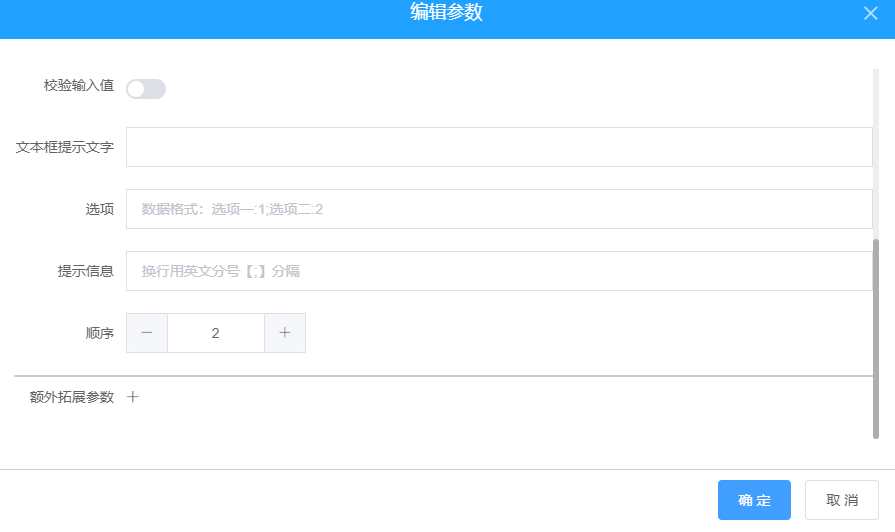 编辑参数
校验输入值
文本框提示文字
选项 数据格式：选项一:1;选项二:2
提示信息 换行用英文分号【;】分隔
顺序 2
额外拓展参数
确定 取消